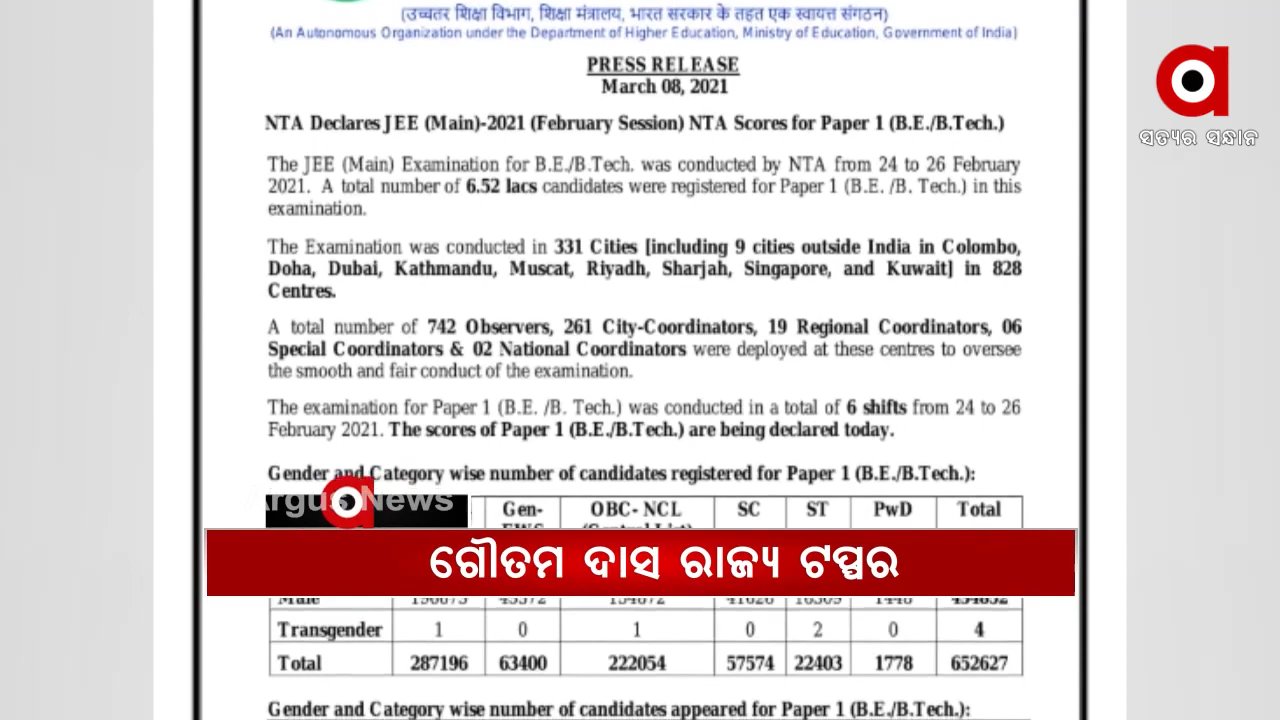 (उच्चतर शिक्षा विभाग, शिक्षा मंत्रालय, भारत सरकार के तहत एक स्वायत्त संगठन)
(An Autonomous Organization under the Department of Higher Education, Ministry of Education, Government of India)
ସତ୍ୟର ସନ୍ଧାନ
PRESS RELEASE
March 08, 2021
NTA Declares JEE (Main)-2021 (February Session) NTA Scores for Paper 1 (B.E./B.Tech.)
The JEE (Main) Examination for B.E./B.Tech. was conducted by NTA from 24 to 26 February
2021. A total number of 6.52 lacs candidates were registered for Paper 1 (B.E. /B. Tech.) in this
examination.
The Examination was conducted in 331 Cities [including 9 cities outside India in Colombo,
Doha, Dubai, Kathmandu, Muscat, Riyadh, Sharjah, Singapore, and Kuwait] in 828
Centres.
A total number of 742 Observers, 261 City-Coordinators, 19 Regional Coordinators, 06
Special Coordinators & 02 National Coordinators were deployed at these centres to oversee
the smooth and fair conduct of the examination.
The examination for Paper 1 (B.E. /B. Tech.) was conducted in a total of 6 shifts from 24 to 26
February 2021. The scores of Paper 1 (B.E./B.Tech.) are being declared today.
Gender and Category wise number of candidates registered for Paper 1 (B.E./B.Tech.):
Argus News
Gen- OBC- NCL SC ST PwD Total
ଗୌତମ ଦାସ ରାଜ୍ୟ ଟପ୍ପର
Male
Transgender 1 0 1 0 2 0 4
Total 287196 63400 222054 57574 22403 1778 652627
Gender and Category wise number of candidates appeared for Paper 1 (B.E./B.Tech.):